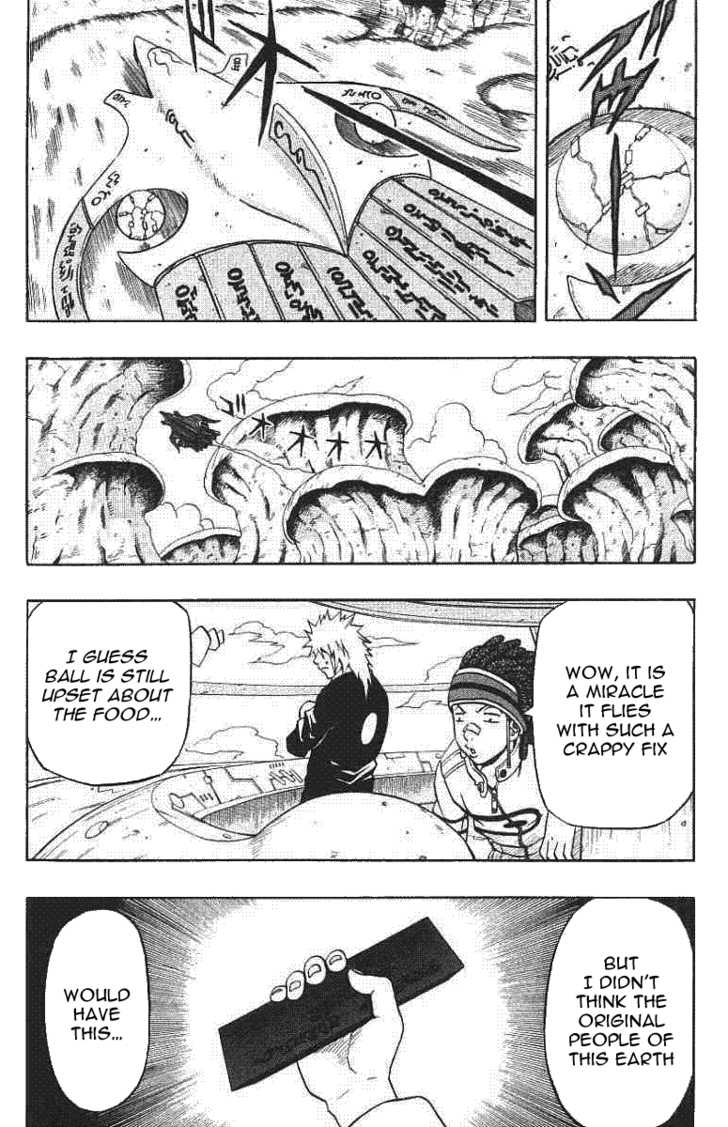 WOW, IT IS
A MIRACLE
IT FLIES
WITH SUCH A
CRAPPY FIX
I GUESS
BALL IS STILL
UPSET ABOUT
THE FOOD...
BUT
I DIDN'T
THINK THE
ORIGINAL
PEOPLE OF
THIS EARTH
WOULD
HAVE
THIS...